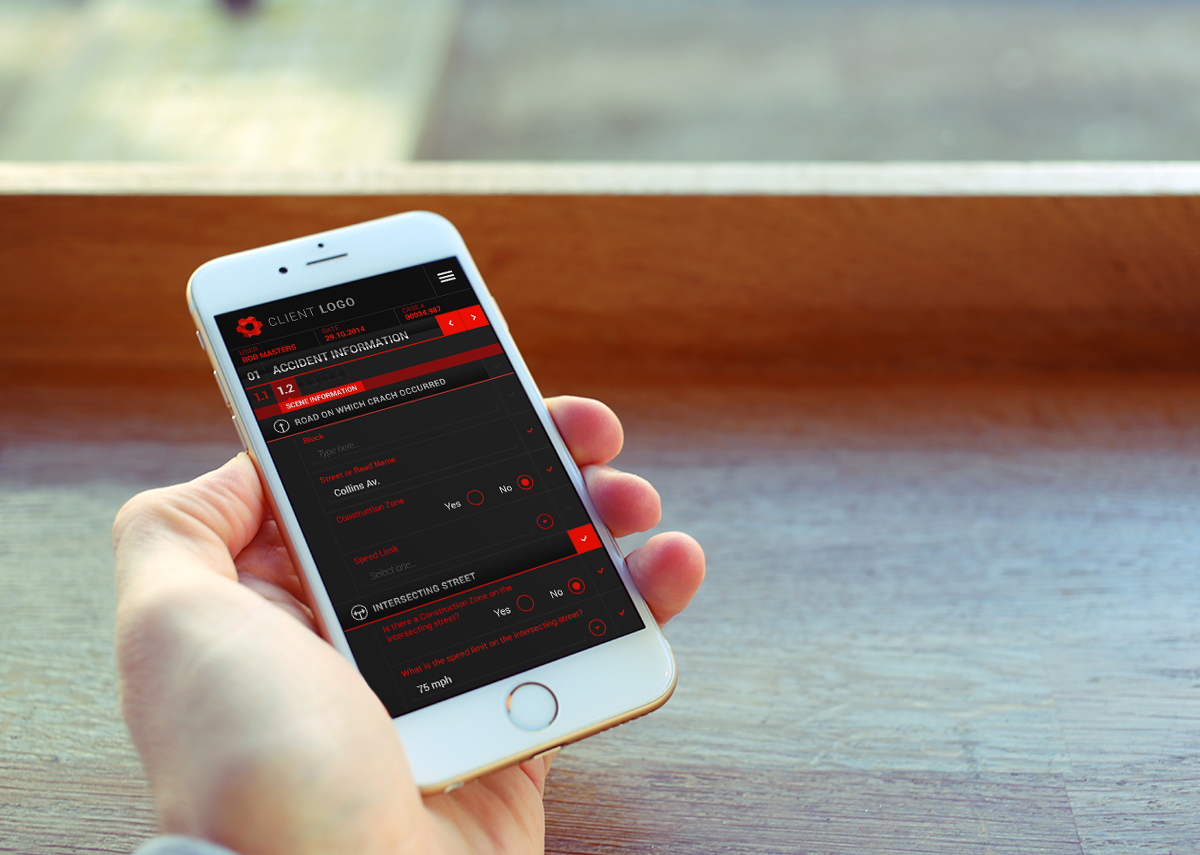 CLIENT LOGO
USER
BOB MASTERS
DATE
29.10.2014
CASE #
00034 987
01 ACCIDENT INFORMATION
1.1 1.2
SCENE INFORMATION
ROAD ON WHICH CRASH OCCURRED
Block
Type here...
Street or Road Name
Collins Av.
Construction Zone
Yes No
Speed Limit
Select one...
INTERSECTING STREET
Is there a Construction Zone on the
intersecting street?
Yes No
What is the speed limit on the intersecting street?
75 mph